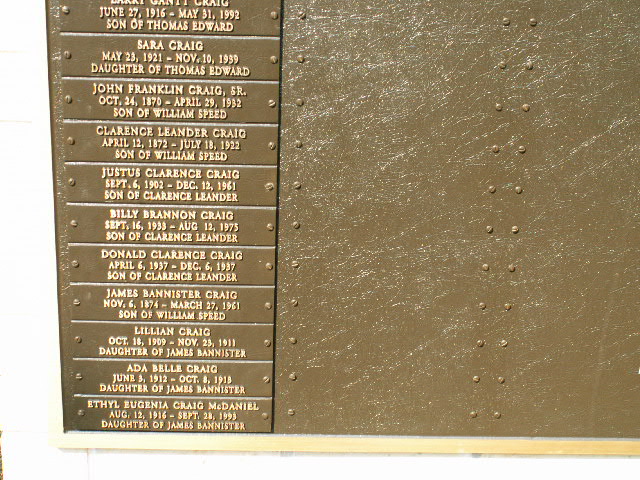 LARRY GANTT CRAIG
JUNE 27, 1916 – MAY 31, 1992
SON OF THOMAS EDWARD
SARA CRAIG
MAY 23, 1921 – NOV. 10, 1939
DAUGHTER OF THOMAS EDWARD
JOHN FRANKLIN CRAIG, SR.
OCT. 24, 1870 – APRIL 29, 1932
SON OF WILLIAM SPEED
CLARENCE LEANDER CRAIG
APRIL 12, 1872 – JULY 18, 1922
SON OF WILLIAM SPEED
JUSTUS CLARENCE CRAIG
SEPT. 6, 1902 – DEC. 12, 1961
SON OF CLARENCE LEANDER
BILLY BRANNON CRAIG
SEPT. 16, 1933 – AUG 12, 1975
SON OF CLARENCE LEANDER
DONALD CLARENCE CRAIG
APRIL 6, 1937 – DEC. 6, 1937
SON OF CLARENCE LEANDER
JAMES BANNISTER CRAIG
NOV. 6, 1874 – MARCH 27, 1961
SON OF WILLIAM SPEED
LILLIAN CRAIG
OCT. 18, 1909 – NOV. 23, 1911
DAUGHTER OF JAMES BANNISTER
ADA BELLE CRAIG
JUNE 3, 1912 – OCT. 8, 1913
DAUGHTER OF JAMES BANNISTER
ETHYL EUGENIA CRAIG McDANIEL
AUG. 12, 1916 – SEPT. 28, 1993
DAUGHTER OF JAMES BANNISTER